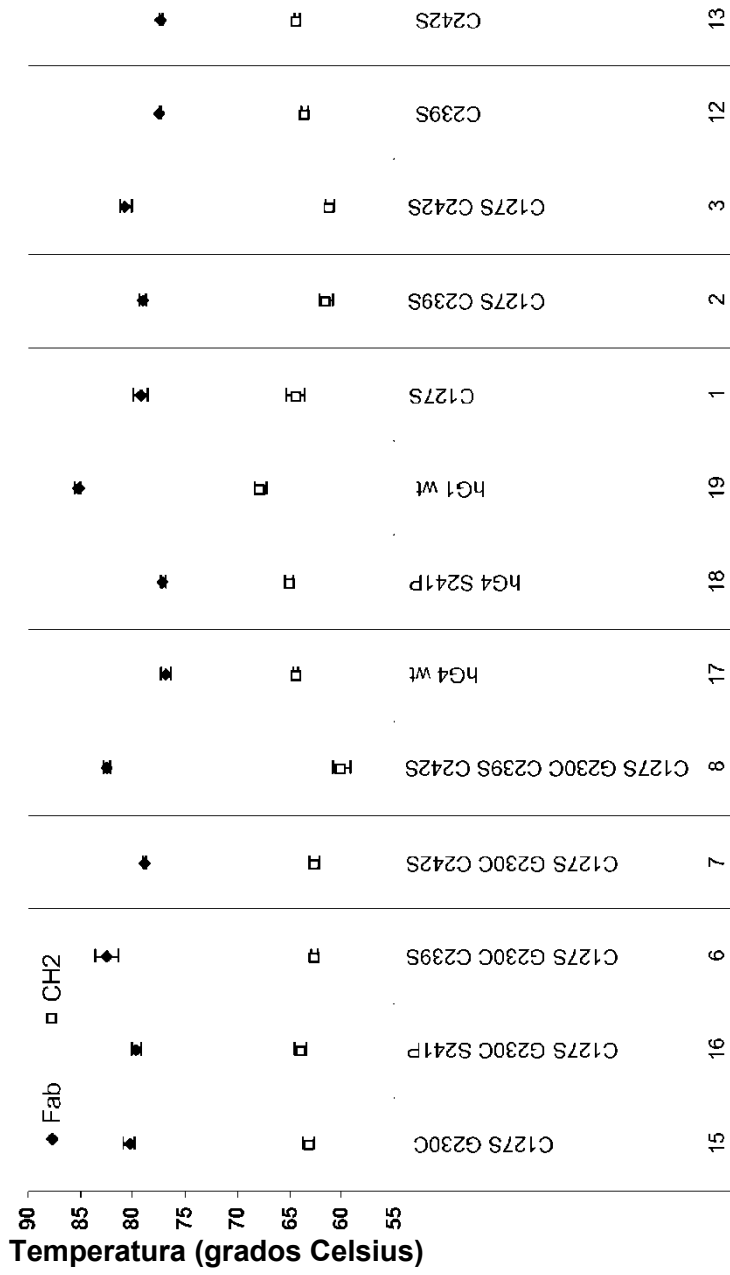 Fab
CH2
90
85
80
75
70
65
60
55
Temperatura (grados Celsius)
C127S G230C
C127S G230C S241P
C127S G230C C239S
C127S G230C C242S
C127S G230C C239S C242S
hG4 wt
hG4 S241P
hG1 wt
C127S
C127S C239S
C127S C242S
C239S
C242S
15
16
6
7
8
17
18
19
1
2
3
12
13